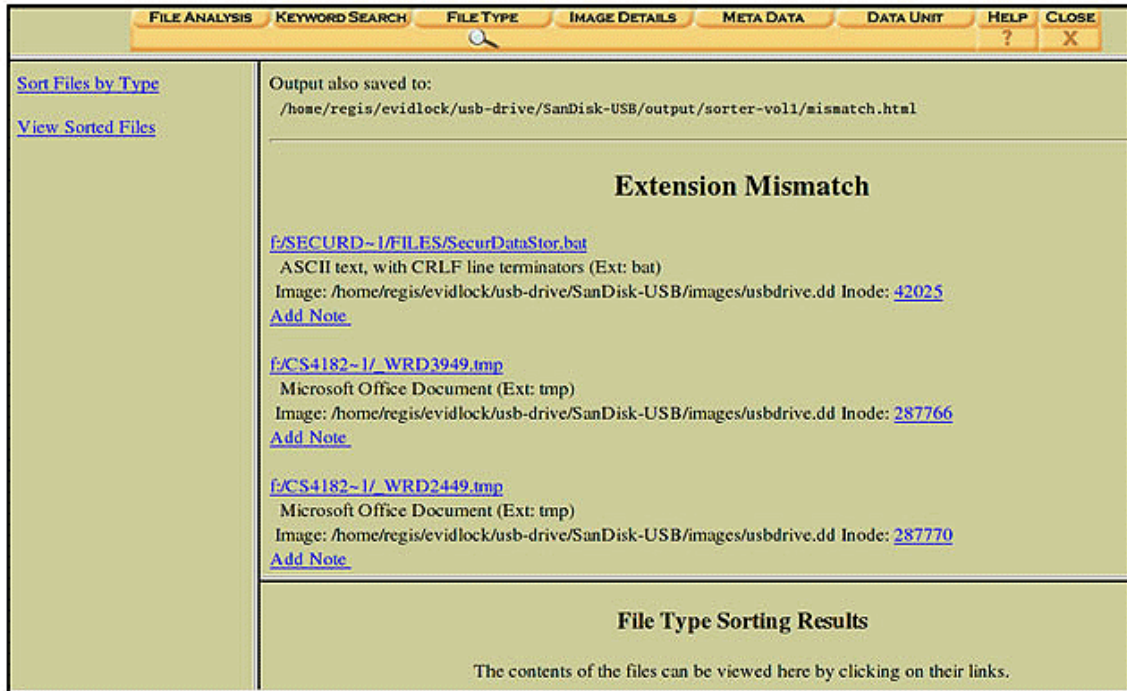 FILE ANALYSIS KEYWORD SEARCH FILE TYPE IMAGE DETAILS META DATA DATA UNIT HELP CLOSE
? X
Sort Files by Type
View Sorted Files
Output also saved to:
/home/regis/evidlock/usb-drive/SanDisk-USB/output/sorter-vol1/mismatch.html
Extension Mismatch
f:/SECURD~1/FILES/SecurDataStor.bat
ASCII text, with CRLF line terminators (Ext: bat)
Image: /home/regis/evidlock/usb-drive/SanDisk-USB/images/usbdrive.dd Inode: 42025
Add Note
f:/CS4182~1/_WRD3949.tmp
Microsoft Office Document (Ext: tmp)
Image: /home/regis/evidlock/usb-drive/SanDisk-USB/images/usbdrive.dd Inode: 287766
Add Note
f:/CS4182~1/_WRD2449.tmp
Microsoft Office Document (Ext: tmp)
Image: /home/regis/evidlock/usb-drive/SanDisk-USB/images/usbdrive.dd Inode: 287770
Add Note
File Type Sorting Results
The contents of the files can be viewed here by clicking on their links.